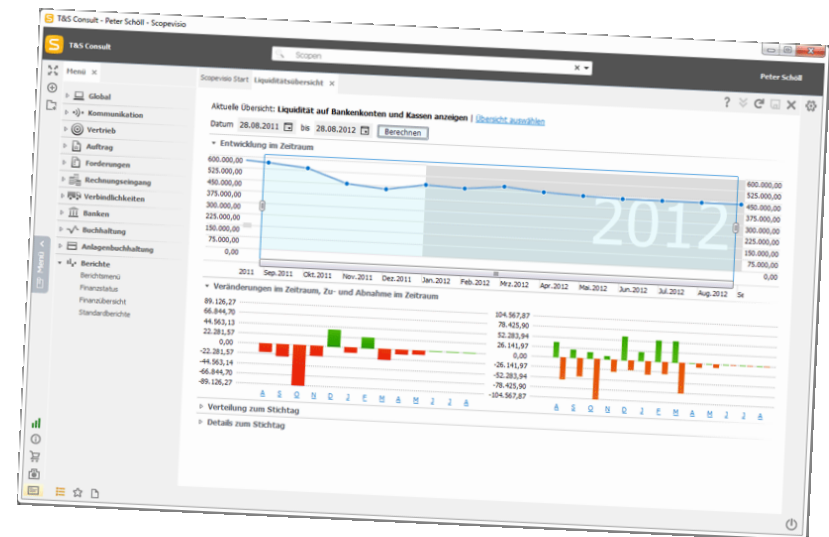 T&S Consult - Peter Schöll - Scopevisio
T&S Consult
Scopen
Peter Schöll
Menü
Scopevisio Start Liquiditätsübersicht
Global
Kommunikation
Vertrieb
Auftrag
Forderungen
Rechnungseingang
Verbindlichkeiten
Banken
Buchhaltung
Anlagenbuchhaltung
Berichte
Berichtsmenü
Finanzstatus
Finanzübersicht
Standardberichte
Menü
Aktuelle Übersicht: Liquidität auf Bankenkonten und Kassen anzeigen | Übersicht auswählen
Datum 28.08.2011 bis 28.08.2012 Berechnen
Entwicklung im Zeitraum
600.000,00
525.000,00
450.000,00
375.000,00
300.000,00
225.000,00
150.000,00
75.000,00
0,00
2012
600.000,00
525.000,00
450.000,00
375.000,00
300.000,00
225.000,00
150.000,00
75.000,00
0,00
2011 Sep.2011 Okt.2011 Nov.2011 Dez.2011 Jan.2012 Feb.2012 Mrz.2012 Apr.2012 Mai.2012 Jun.2012 Jul.2012 Aug.2012 Se
Veränderungen im Zeitraum, Zu- und Abnahme im Zeitraum
89.126,27
66.844,70
44.563,13
22.281,57
0,00
-22.281,57
-44.563,14
-66.844,70
-89.126,27
A S O N D J F M A M J J A
104.567,87
78.425,90
52.283,94
26.141,97
0,00
-26.141,97
-52.283,94
-78.425,90
-104.567,87
A S O N D J F M A M J J A
Verteilung zum Stichtag
Details zum Stichtag